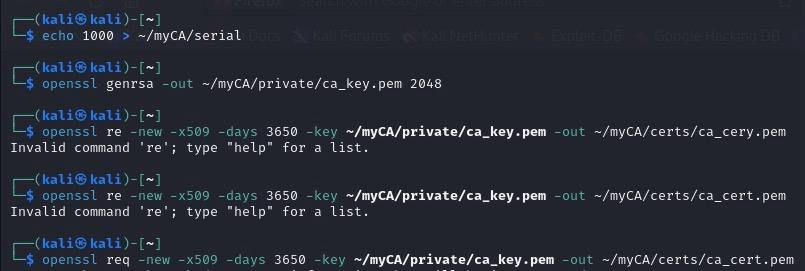 ┌──(kali㉿kali)-[~]
└─$ echo 1000 > ~/myCA/serial
┌──(kali㉿kali)-[~]
└─$ openssl genrsa -out ~/myCA/private/ca_key.pem 2048
┌──(kali㉿kali)-[~]
└─$ openssl re -new -x509 -days 3650 -key ~/myCA/private/ca_key.pem -out ~/myCA/certs/ca_cery.pem
Invalid command 're'; type "help" for a list.
┌──(kali㉿kali)-[~]
└─$ openssl re -new -x509 -days 3650 -key ~/myCA/private/ca_key.pem -out ~/myCA/certs/ca_cert.pem
Invalid command 're'; type "help" for a list.
┌──(kali㉿kali)-[~]
└─$ openssl req -new -x509 -days 3650 -key ~/myCA/private/ca_key.pem -out ~/myCA/certs/ca_cert.pem